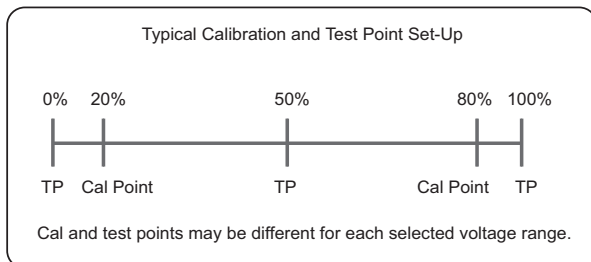 Typical Calibration and Test Point Set-Up
0% 20% 50% 80% 100%
TP Cal Point TP Cal Point TP
Cal and test points may be different for each selected voltage range.